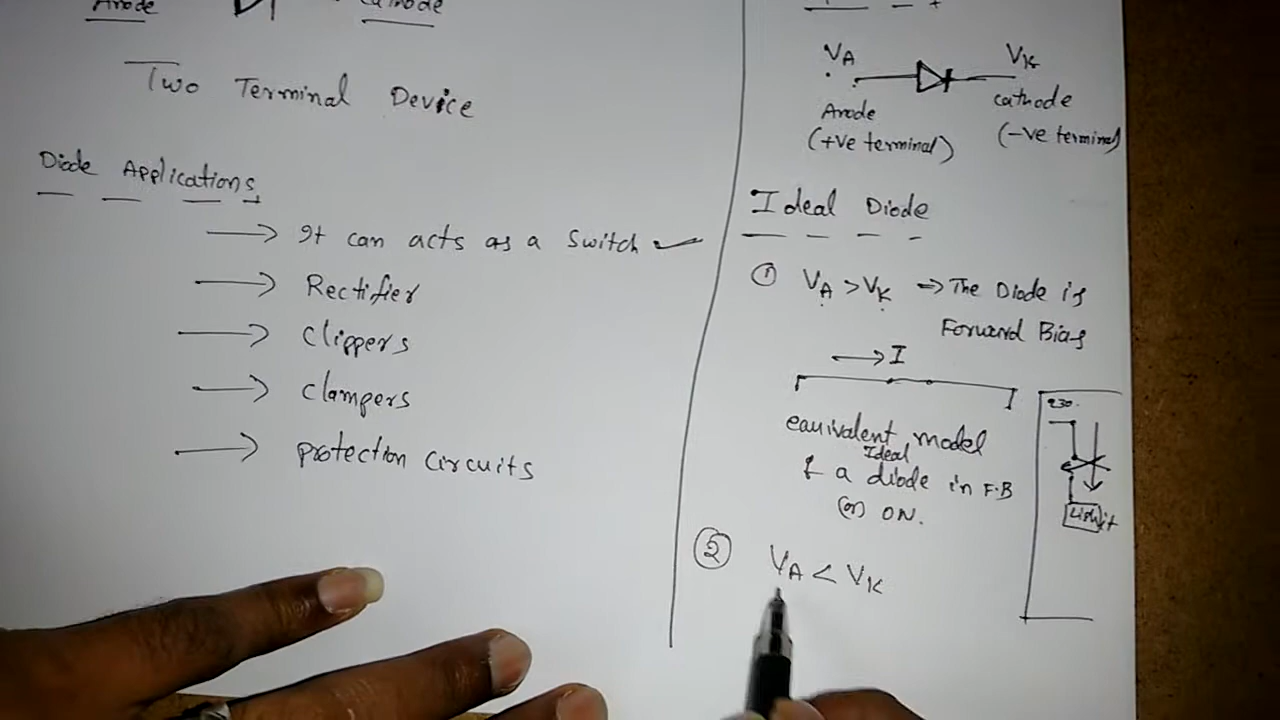 Anode
Cathode
Two Terminal Device
Diode Applications
It can acts as a Switch
Rectifier
Clippers
Clampers
protection Circuits
+
VA
VK
Anode
(+ve terminal)
cathode
(-ve terminal)
Ideal Diode
① VA > VK => The Diode is
Forward Bias
→ I
equivalent model
Ideal
of a diode in F.B
(or) ON.
230.
② VA < VK